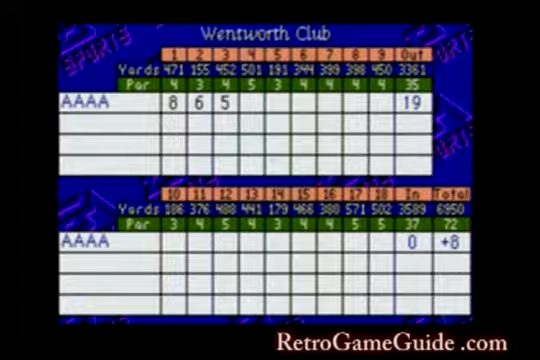 Wentworth Club
1 2 3 4 5 6 7 8 9 Out
Yards 471 155 452 501 191 344 399 398 450 3361
Par 4 3 4 5 3 4 4 4 4 35
AAAA 8 6 5 19
10 11 12 13 14 15 16 17 18 In Total
Yards 186 376 488 441 179 466 380 571 502 3589 6950
Par 3 4 5 4 3 4 4 5 5 37 72
AAAA 0 +8
RetroGameGuide .com